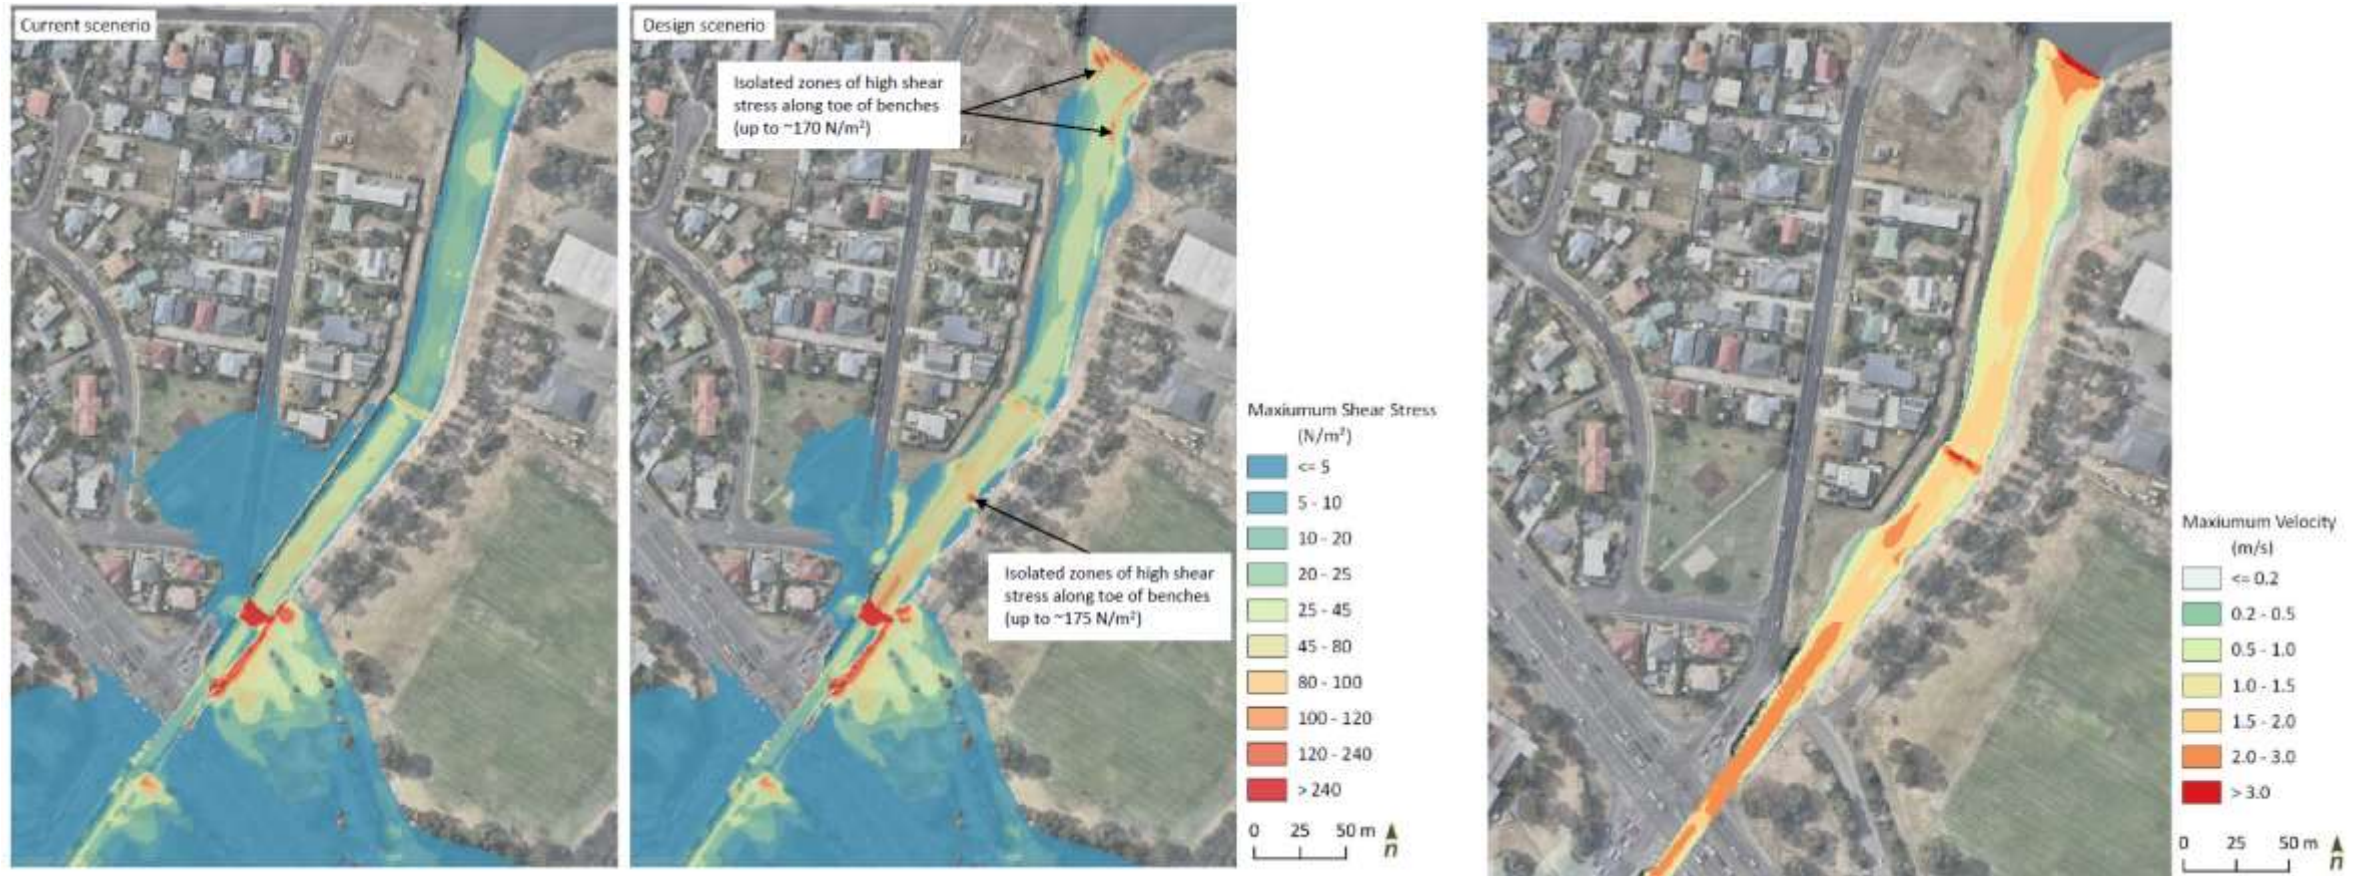 Current scenerio
Design scenerio
Isolated zones of high shear
stress along toe of benches
(up to ~170 N/m²)
Isolated zones of high shear
stress along toe of benches
(up to ~175 N/m²)
Maxiumum Shear Stress
(N/m²)
<= 5
5 - 10
10 - 20
20 - 25
25 - 45
45 - 80
80 - 100
100 - 120
120 - 240
> 240
0 25 50 m
n
Maxiumum Velocity
(m/s)
<= 0.2
0.2 - 0.5
0.5 - 1.0
1.0 - 1.5
1.5 - 2.0
2.0 - 3.0
> 3.0
0 25 50 m
n